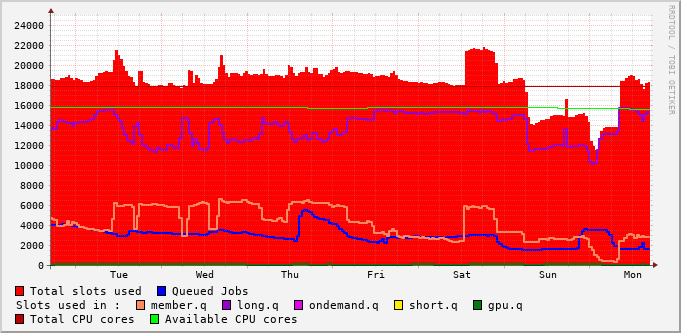 24000
22000
20000
18000
16000
14000
12000
10000
8000
6000
4000
2000
0
Tue Wed Thu Fri Sat Sun Mon
Total slots used Queued Jobs
Slots used in : member.q long.q ondemand.q short.q gpu.q
Total CPU cores Available CPU cores
RRDTOOL / TOBI OETIKER